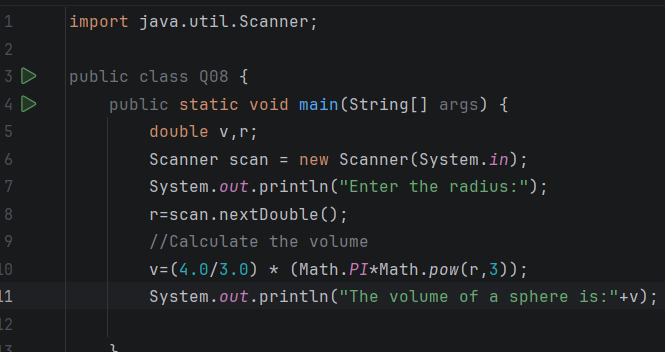 1 import java.util.Scanner;
2
3 public class Q08 {
4 public static void main(String[] args) {
5 double v,r;
6 Scanner scan = new Scanner(System.in);
7 System.out.println("Enter the radius:");
8 r=scan.nextDouble();
9 //Calculate the volume
10 v=(4.0/3.0) * (Math.PI*Math.pow(r,3));
11 System.out.println("The volume of a sphere is:"+v);
12
13 }